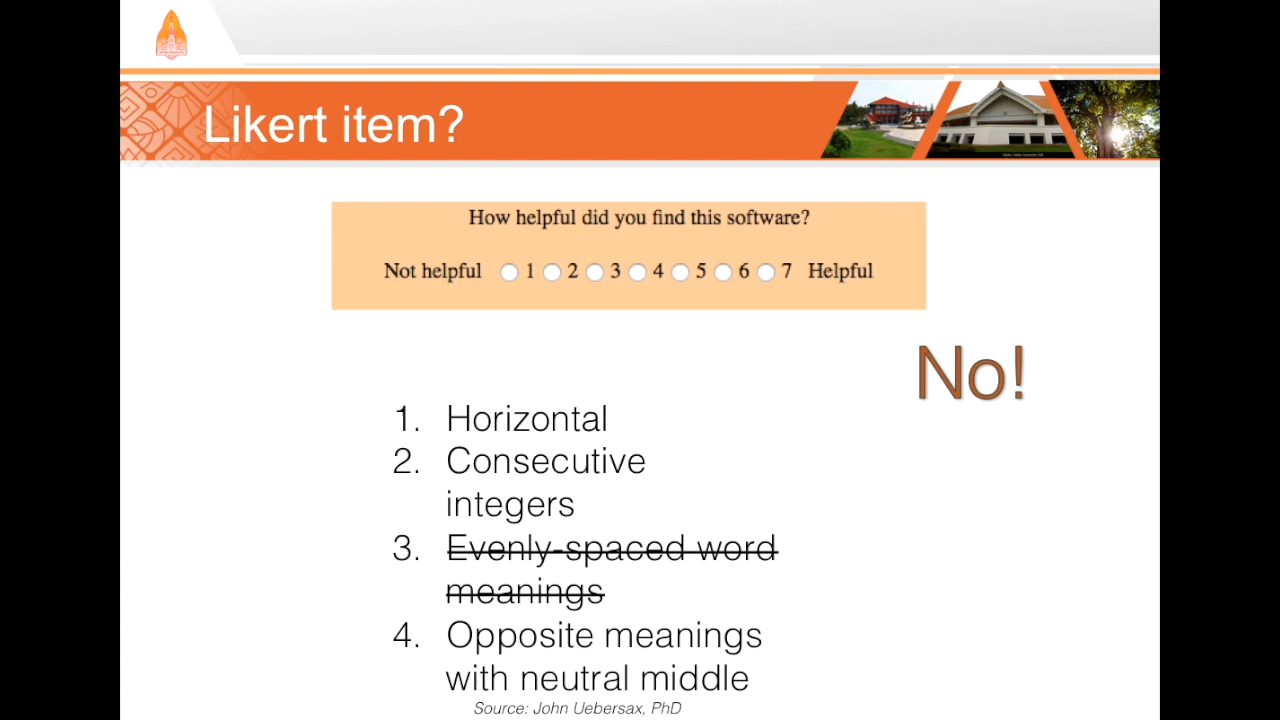 Likert item?
How helpful did you find this software?
Not helpful 1 2 3 4 5 6 7 Helpful
No!
1. Horizontal
2. Consecutive
integers
3. Evenly-spaced word
meanings
4. Opposite meanings
with neutral middle
Source: John Uebersax, PhD